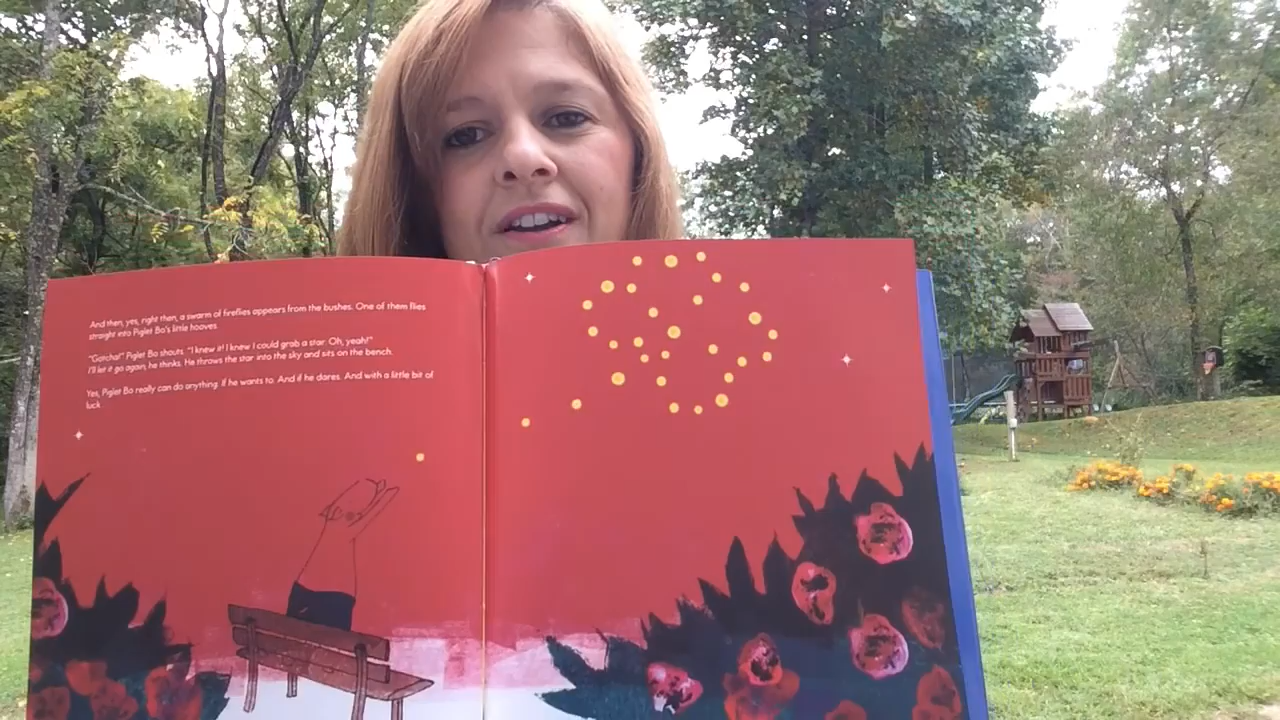 And then, yes, right then, a swarm of fireflies appears from the bushes. One of them flies
straight into Piglet Bo's little hooves.
"Gotcha!" Piglet Bo shouts. "I knew it! I knew I could grab a star. Oh, yeah!"
I'll let it go again, he thinks. He throws the star into the sky and sits on the bench.
Yes, Piglet Bo really can do anything. If he wants to. And if he dares. And with a little bit of
luck.